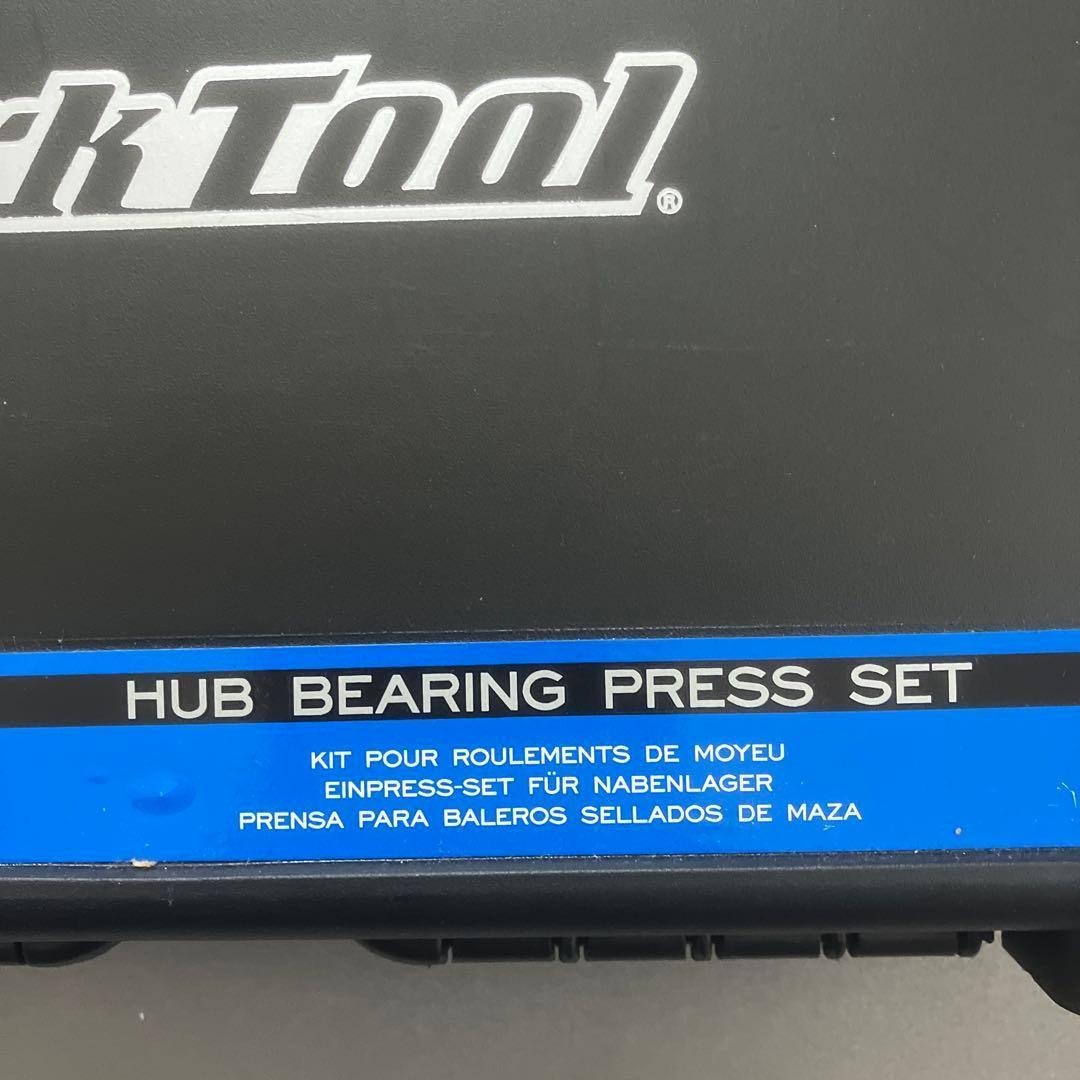 rkTool®
HUB BEARING PRESS SET
KIT POUR ROULEMENTS DE MOYEU
EINPRESS-SET FÜR NABENLAGER
PRENSA PARA BALEROS SELLADOS DE MAZA